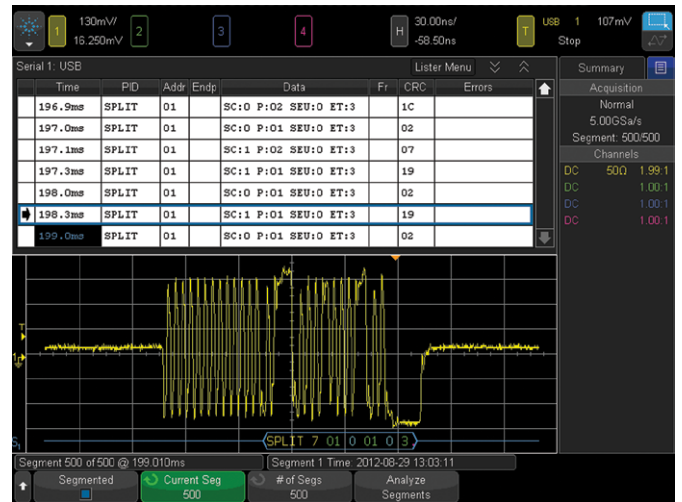 1 130mV/ 2 3 4 H 30.00ns/ T USB 1 107mV
16.250mV -58.50ns Stop
Serial 1: USB Lister Menu Summary
Time PID Addr Endp Data Fr CRC Errors Acquisition
196.9ms SPLIT 01 SC:0 P:02 SEU:0 ET:3 1C Normal
197.0ms SPLIT 01 SC:0 P:01 SEU:0 ET:3 02 5.00GSa/s
197.1ms SPLIT 01 SC:1 P:02 SEU:0 ET:3 07 Segment: 500/500
197.3ms SPLIT 01 SC:1 P:01 SEU:0 ET:3 19 Channels
198.0ms SPLIT 01 SC:0 P:01 SEU:0 ET:3 02 DC 50Ω 1.99:1
198.3ms SPLIT 01 SC:1 P:01 SEU:0 ET:3 19 DC 1.00:1
199.0ms SPLIT 01 SC:0 P:01 SEU:0 ET:3 02 DC 1.00:1
DC 1.00:1
T
S1 SPLIT 7 01 0 01 0 3
Segment 500 of 500 @ 199.010ms Segment 1 Time: 2012-08-29 13:03:11
Segmented Current Seg # of Segs Analyze
500 500 Segments